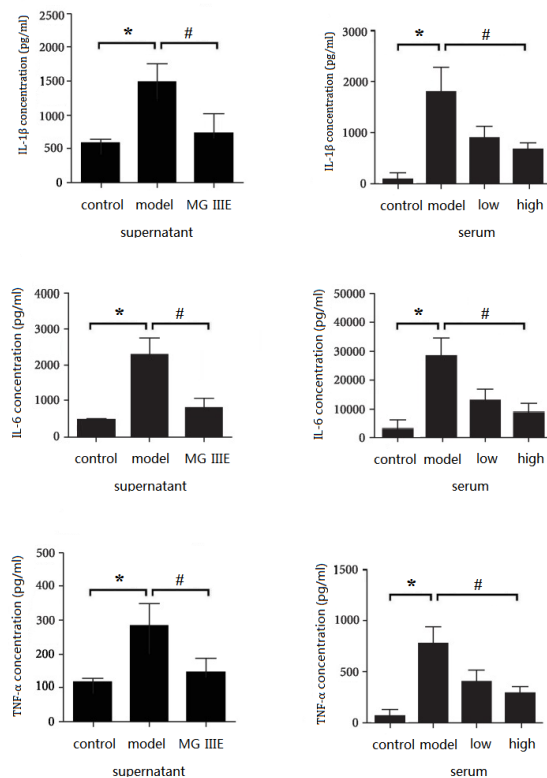 IL-1β concentration (pg/ml)
2500
2000
1500
1000
500
0
*
#
control model MG IIIE
supernatant
IL-1β concentration (pg/ml)
3000
2000
1000
0
*
#
control model low high
serum
IL-6 concentration (pg/ml)
4000
3000
2000
1000
0
*
#
control model MG IIIE
supernatant
IL-6 concentration (pg/ml)
50000
40000
30000
20000
10000
0
*
#
control model low high
serum
TNF-α concentration (pg/ml)
500
400
300
200
100
0
*
#
control model MG IIIE
supernatant
TNF-α concentration (pg/ml)
1500
1000
500
0
*
#
control model low high
serum